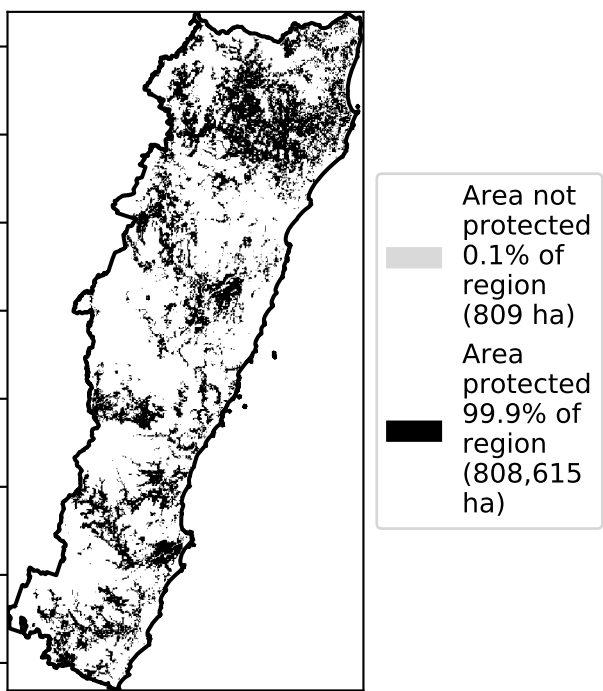 Area not
protected
0.1% of
region
(809 ha)
Area
protected
99.9% of
region
(808,615
ha)